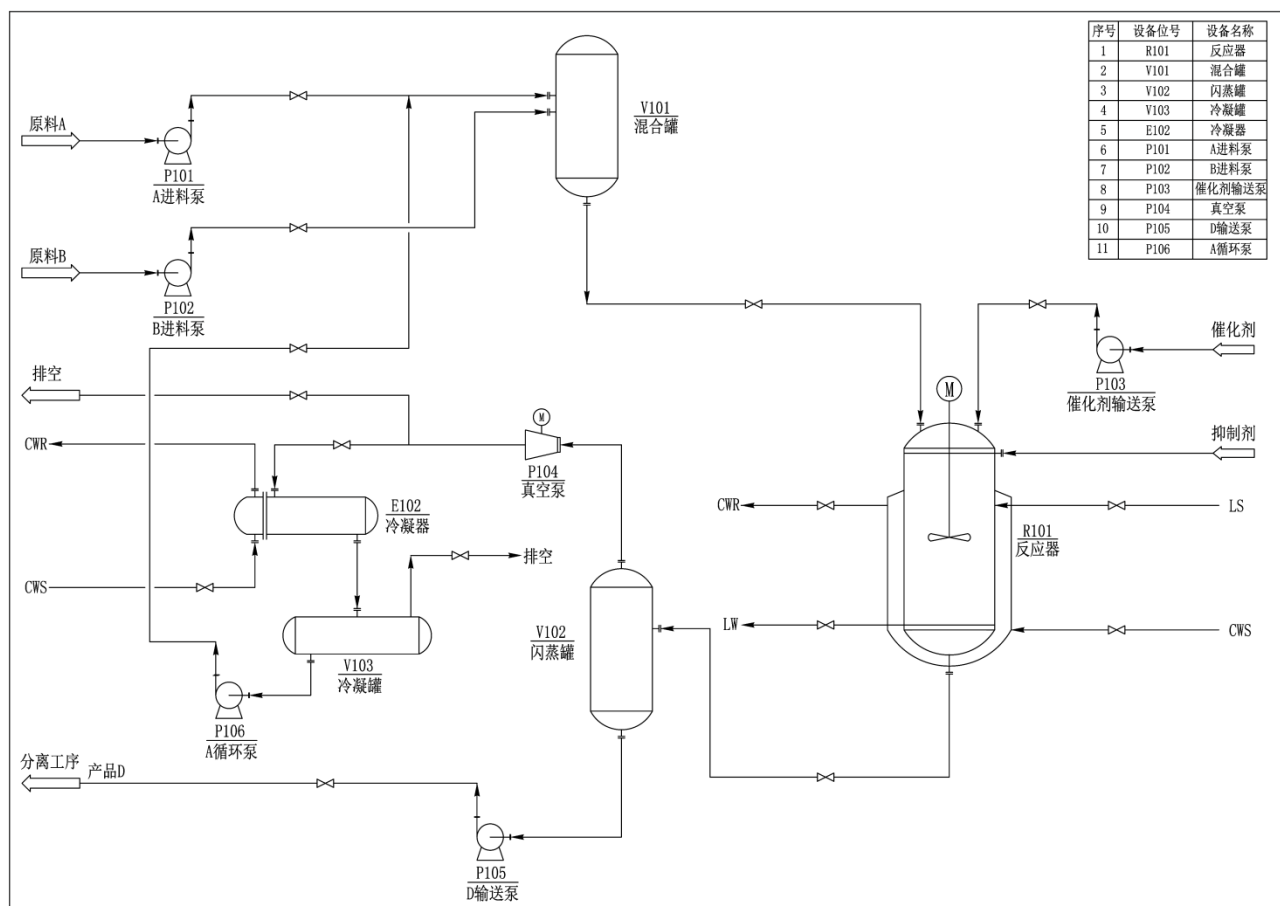 序号 设备位号 设备名称
1 R101 反应器
2 V101 混合罐
3 V102 闪蒸罐
4 V103 冷凝罐
5 E102 冷凝器
6 P101 A进料泵
7 P102 B进料泵
8 P103 催化剂输送泵
9 P104 真空泵
10 P105 D输送泵
11 P106 A循环泵
原料A
P101
A进料泵
V101
混合罐
原料B
P102
B进料泵
催化剂
P103
催化剂输送泵
排空
M
M
CWR
P104
真空泵
抑制剂
E102
冷凝器
CWR
LS
R101
反应器
CWS
排空
V102
闪蒸罐
LW
CWS
V103
冷凝罐
P106
A循环泵
分离工序
产品D
P105
D输送泵